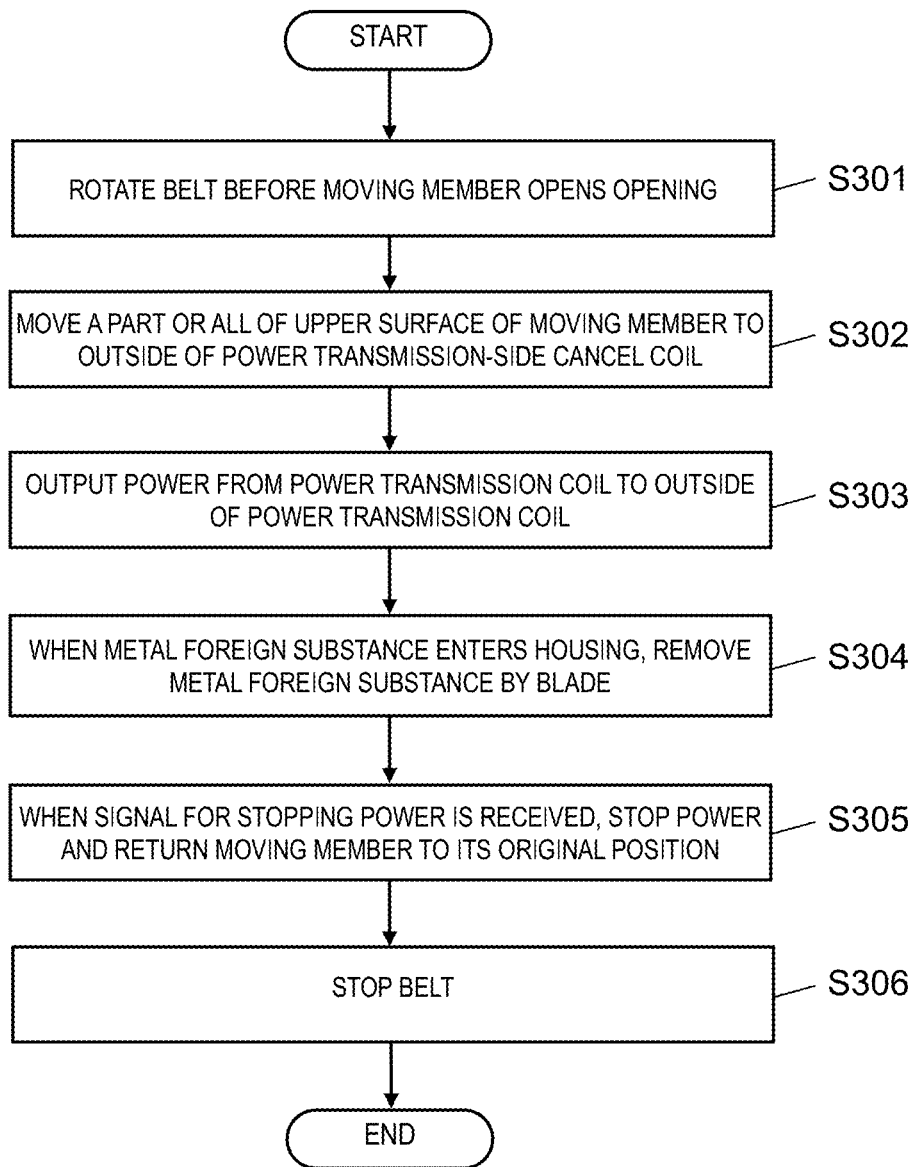 START
ROTATE BELT BEFORE MOVING MEMBER OPENS OPENING
S301
MOVE A PART OR ALL OF UPPER SURFACE OF MOVING MEMBER TO
OUTSIDE OF POWER TRANSMISSION-SIDE CANCEL COIL
S302
OUTPUT POWER FROM POWER TRANSMISSION COIL TO OUTSIDE
OF POWER TRANSMISSION COIL
S303
WHEN METAL FOREIGN SUBSTANCE ENTERS HOUSING, REMOVE
METAL FOREIGN SUBSTANCE BY BLADE
S304
WHEN SIGNAL FOR STOPPING POWER IS RECEIVED, STOP POWER
AND RETURN MOVING MEMBER TO ITS ORIGINAL POSITION
S305
STOP BELT
S306
END